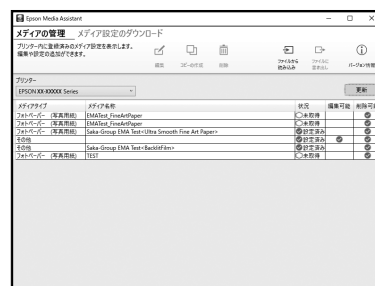 Epson Media Assistant
メディアの管理 メディア設定のダウンロード
プリンター内に登録済みのメディア設定を表示します。
編集や設定の追加ができます。
編集 コピーの作成 削除 ファイルから読み込み ファイルに書き出し バージョン情報
プリンター
EPSON XX-XXXXX Series 更新
メディアタイプ メディア名称 状況 編集可能 削除可
フォトペーパー (写真用紙) EMATest_FineArtPaper 未取得
フォトペーパー (写真用紙) EMATest_FineArtPaper 未取得
フォトペーパー (写真用紙) Saka-Group EMA Test<Ultra Smooth Fine Art Paper> 設定済み
その他 設定済み
その他 Saka-Group EMA Test<BacklitFilm> 設定済み
フォトペーパー (写真用紙) TEST 未取得